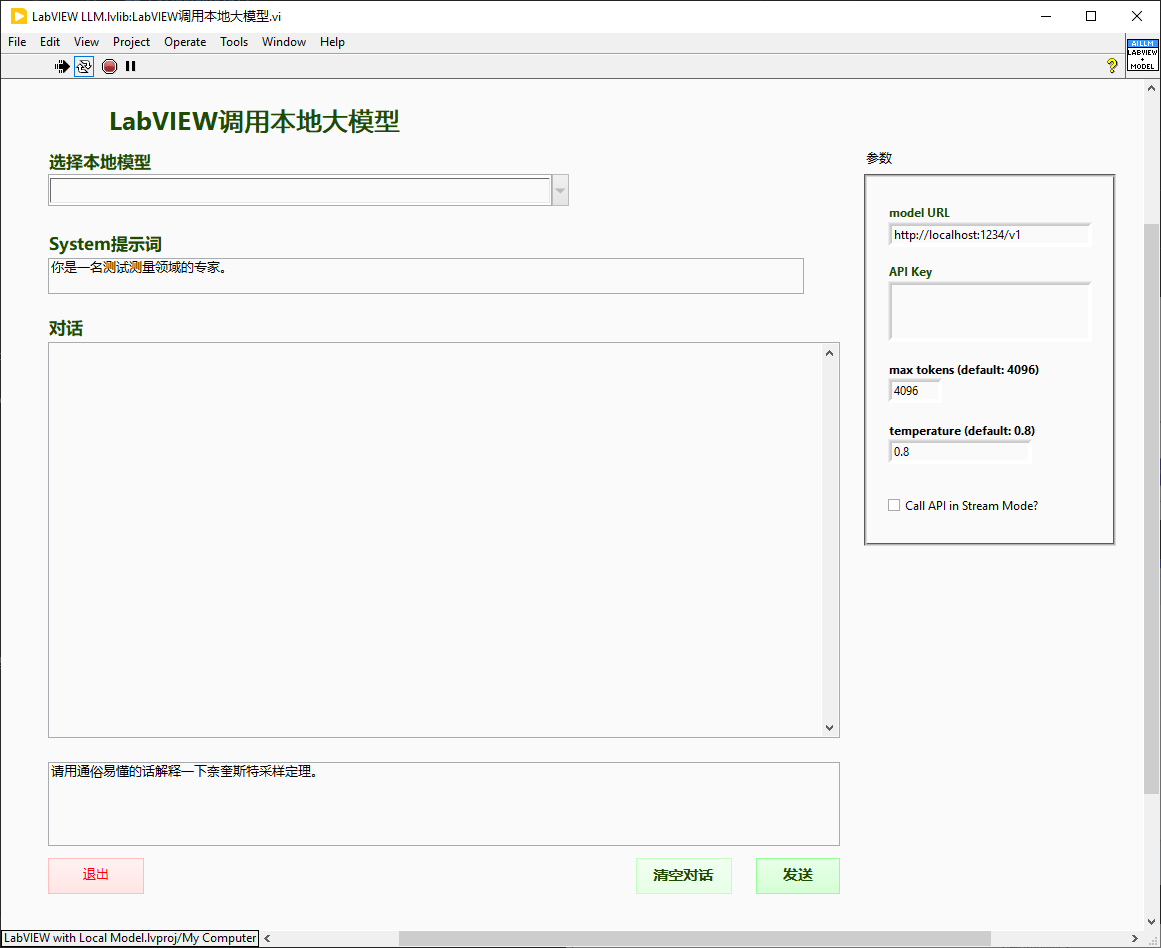 LabVIEW LLM.lvlib:LabVIEW调用本地大模型.vi
File Edit View Project Operate Tools Window Help
?
AI LLM
LABVIEW
+
MODEL
LabVIEW调用本地大模型
选择本地模型
System提示词
你是一名测试测量领域的专家。
对话
参数
model URL
http://localhost:1234/v1
API Key
max tokens (default: 4096)
4096
temperature (default: 0.8)
0.8
Call API in Stream Mode?
请用通俗易懂的话解释一下奈奎斯特采样定理。
退出 清空对话 发送
LabVIEW with Local Model.lvproj/My Computer